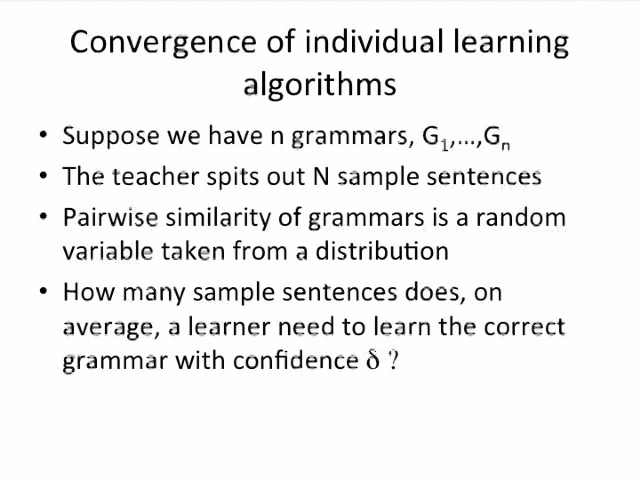 Convergence of individual learning
algorithms
• Suppose we have n grammars, G₁,...,Gₙ
• The teacher spits out N sample sentences
• Pairwise similarity of grammars is a random
variable taken from a distribution
• How many sample sentences does, on
average, a learner need to learn the correct
grammar with confidence δ ?